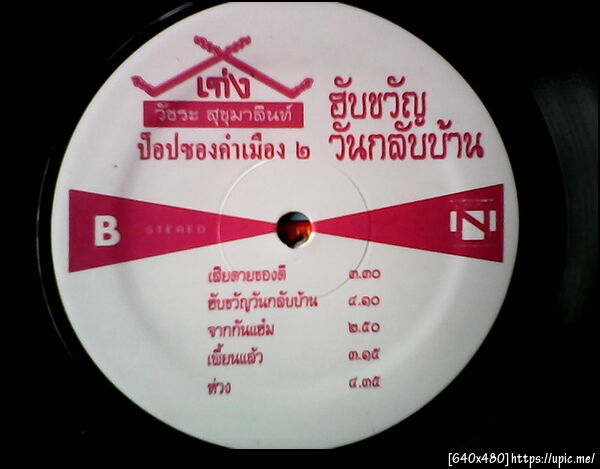 เก่ง
วัชระ สุขุมาลินท์
ป็อปซองคำเมือง ๒
ฮับขวัญ
วันกลับบ้าน
B
STEREO
N
เสียดายของดี ๓.๓๐
ฮับขวัญวันกลับบ้าน ๔.๑๐
จากกันแฮ๋ม ๒.๕๐
เพี้ยนแล้ว ๓.๑๕
ห่วง ๔.๓๕
[640x480]https://upic.me/